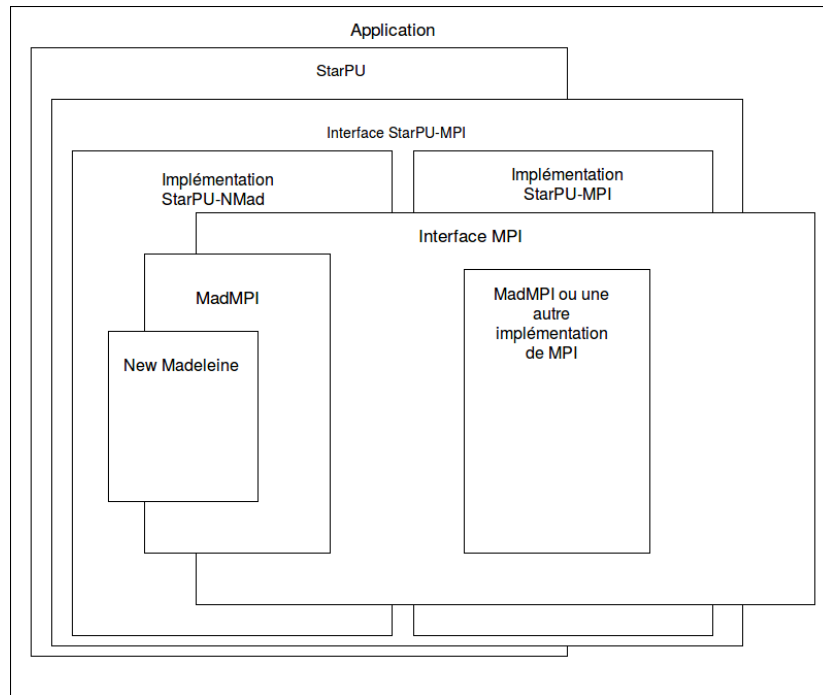 Application
StarPU
Interface StarPU-MPI
Implémentation
StarPU-NMad
Implémentation
StarPU-MPI
Interface MPI
MadMPI
MadMPI ou une
autre
implémentation
de MPI
New Madeleine